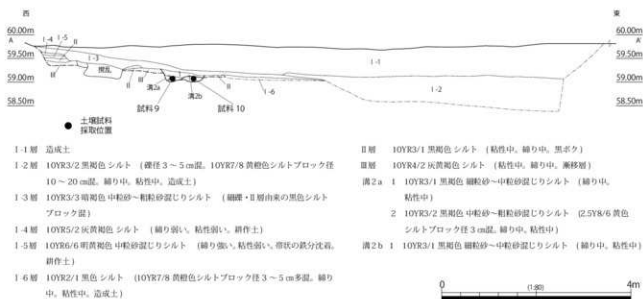 西
東
A
A'
60.00m
59.50m
59.00m
58.50m
60.00m
59.50m
59.00m
58.50m
I-4
I-5
II
I-3
撹乱
III
II
III
溝2a
溝2b
II
I-6
I-1
I-2
試料9
試料10
● 土壌試料
採取位置
I-1層 造成土
I-2層 10YR3/2 黒褐色 シルト (礫径3~5㎝混、10YR7/8 黄橙色シルトブロック径
10~20㎝混、締り中、粘性中、造成土)
I-3層 10YR3/3 暗褐色 中粒砂~粗粒砂混じりシルト (細礫・II層由来の黒色シルト
ブロック混)
I-4層 10YR5/2 灰黄褐色 シルト (締り弱い、粘性弱い、耕作土)
I-5層 10YR6/6 明黄褐色 中粒砂混じりシルト (締り強い、粘性弱い、帯状の鉄分沈着、
耕作土)
I-6層 10YR2/1 黒色 シルト (10YR7/8 黄橙色シルトブロック径3~5㎝多混、締り
中、粘性中、造成土)
II層 10YR3/1 黒褐色 シルト (粘性中、締り中、黒ボク)
III層 10YR4/2 灰黄褐色 シルト (粘性中、締り中、漸移層)
溝2a 1 10YR3/1 黒褐色 細粒砂~中粒砂混じりシルト (締り中、
粘性中)
2 10YR3/2 黒褐色 中粒砂~粗粒砂混じりシルト (2.5Y8/6 黄色
シルトブロック径3㎝混、締り中、粘性中)
溝2b 1 10YR3/1 黒褐色 細粒砂~中粒砂混じりシルト (締り中、粘性中)
0 (1:80) 4m